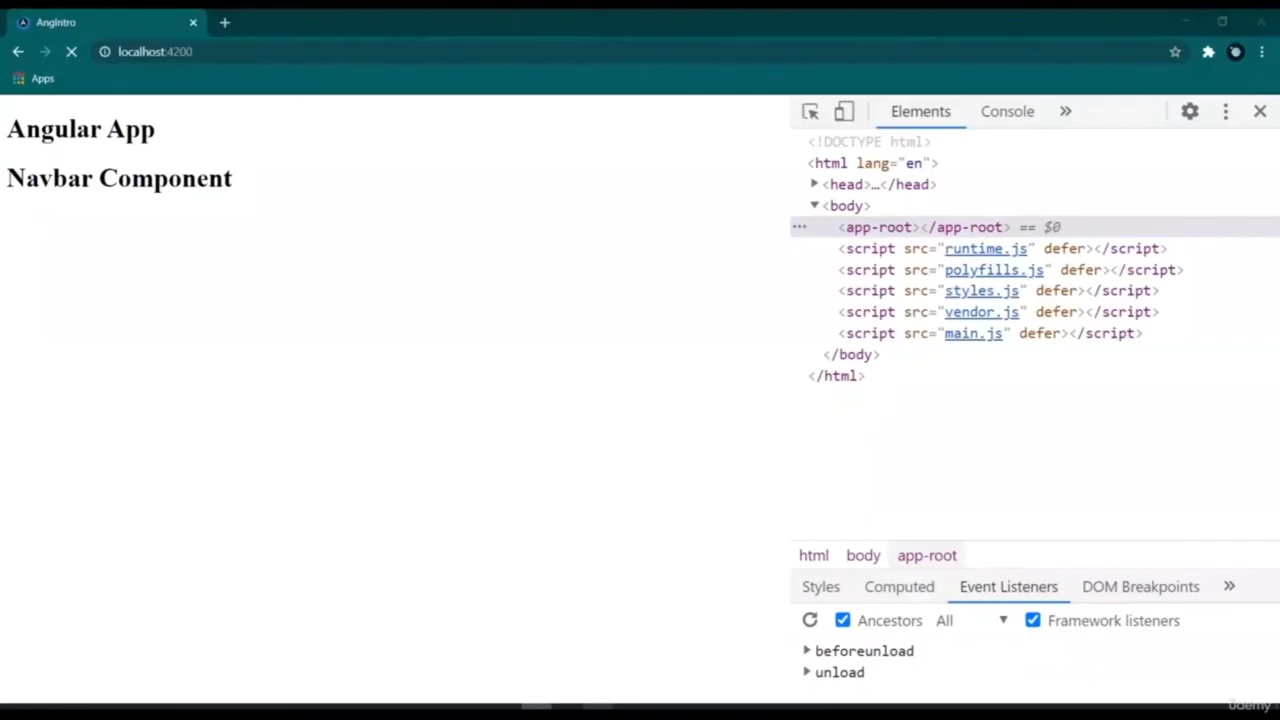 AngIntro
localhost:4200
Apps
Angular App
Navbar Component
Elements Console
<!DOCTYPE html>
<html lang="en">
<head>…</head>
<body>
<app-root></app-root> == $0
<script src="runtime.js" defer></script>
<script src="polyfills.js" defer></script>
<script src="styles.js" defer></script>
<script src="vendor.js" defer></script>
<script src="main.js" defer></script>
</body>
</html>
html body app-root
Styles Computed Event Listeners DOM Breakpoints
Ancestors All Framework listeners
beforeunload
unload
ûdemy